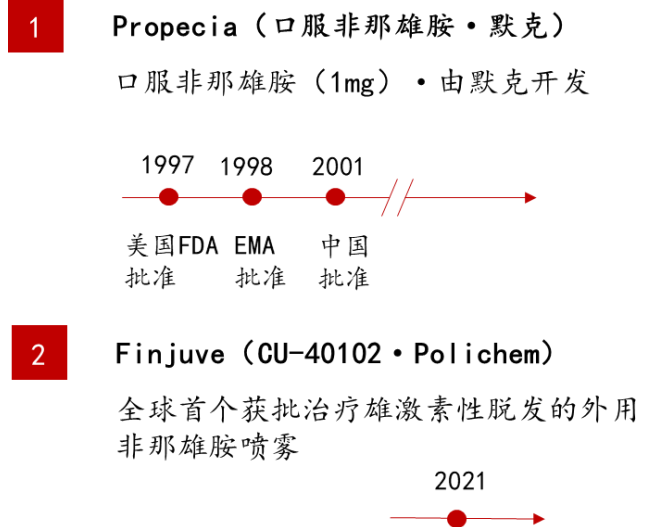 1
Propecia（口服非那雄胺·默克）
口服非那雄胺（1mg）·由默克开发
1997 1998 2001
美国FDA EMA 中国
批准 批准 批准
2
Finjuve（CU-40102·Polichem）
全球首个获批治疗雄激素性脱发的外用
非那雄胺喷雾
2021